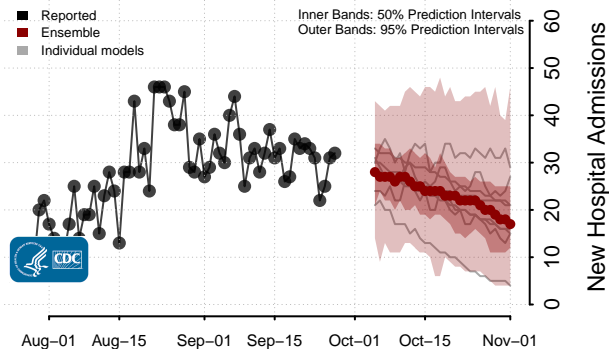 Reported
Ensemble
Individual models
Inner Bands: 50% Prediction Intervals
Outer Bands: 95% Prediction Intervals
60
50
40
30
20
10
0
New Hospital Admissions
CDC
Aug–01
Aug–15
Sep–01
Sep–15
Oct–01
Oct–15
Nov–01